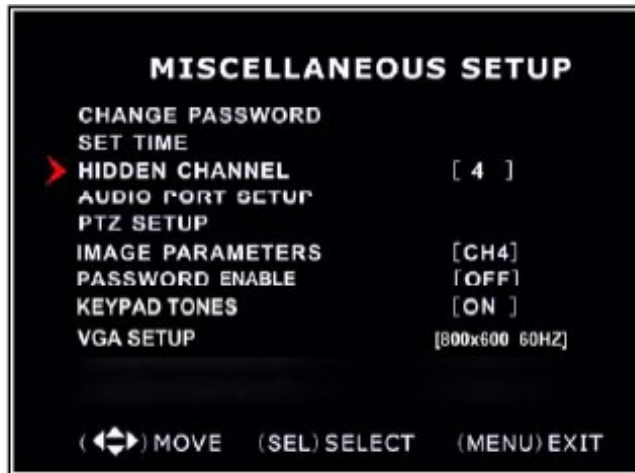 MISCELLANEOUS SETUP
CHANGE PASSWORD
SET TIME
HIDDEN CHANNEL [ 4 ]
AUDIO PORT SETUP
PTZ SETUP
IMAGE PARAMETERS [CH4]
PASSWORD ENABLE [OFF]
KEYPAD TONES [ON ]
VGA SETUP [800x600 60HZ]
( ) MOVE (SEL) SELECT (MENU) EXIT